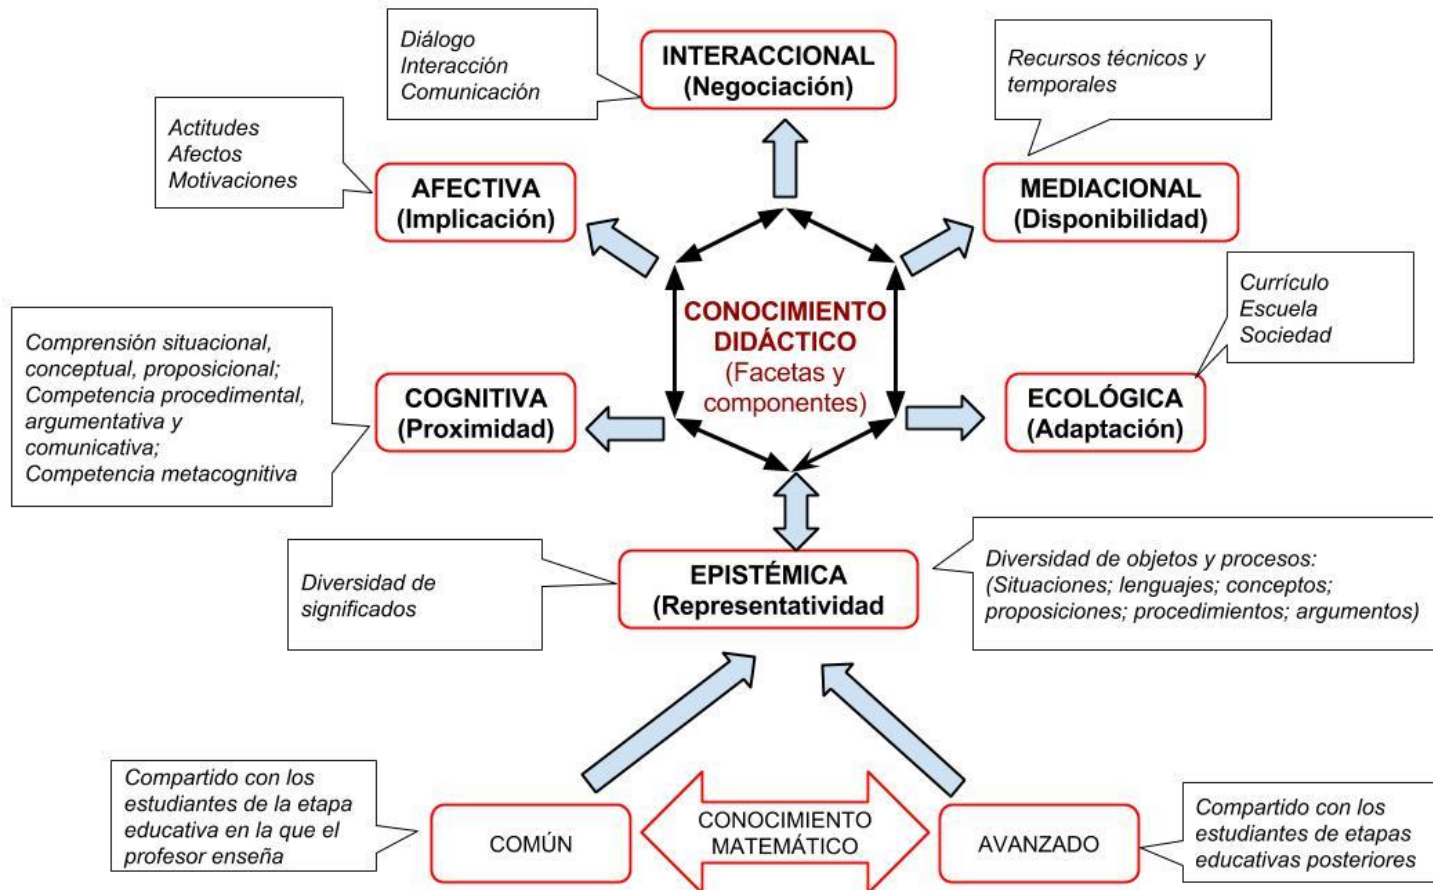 Diálogo
Interacción
Comunicación
INTERACCIONAL
(Negociación)
Recursos técnicos y
temporales
Actitudes
Afectos
Motivaciones
AFECTIVA
(Implicación)
MEDIACIONAL
(Disponibilidad)
CONOCIMIENTO
DIDÁCTICO
(Facetas y
componentes)
Currículo
Escuela
Sociedad
Comprensión situacional,
conceptual, proposicional;
Competencia procedimental,
argumentativa y
comunicativa;
Competencia metacognitiva
COGNITIVA
(Proximidad)
ECOLÓGICA
(Adaptación)
Diversidad de
significados
EPISTÉMICA
(Representatividad
Diversidad de objetos y procesos:
(Situaciones; lenguajes; conceptos;
proposiciones; procedimientos; argumentos)
Compartido con los
estudiantes de la etapa
educativa en la que el
profesor enseña
COMÚN
CONOCIMIENTO
MATEMÁTICO
AVANZADO
Compartido con los
estudiantes de etapas
educativas posteriores